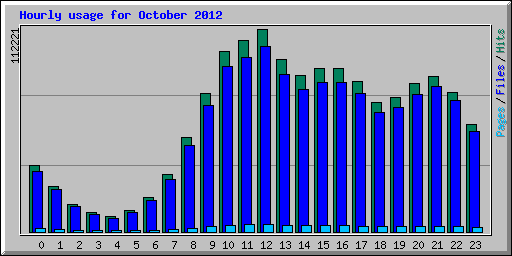 Hourly usage for October 2012
112221
Pages / Files / Hits
0 1 2 3 4 5 6 7 8 9 10 11 12 13 14 15 16 17 18 19 20 21 22 23